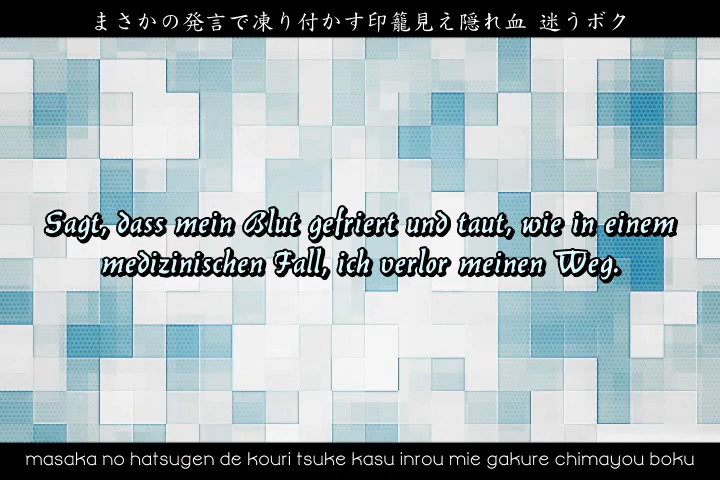 まさかの発言で凍り付かす印籠見え隠れ血 迷うボク
Sagt, dass mein Blut gefriert und taut, wie in einem
medizinischen Fall, ich verlor meinen Weg.
masaka no hatsugen de kouri tsuke kasu inrou mie gakure chimayou boku